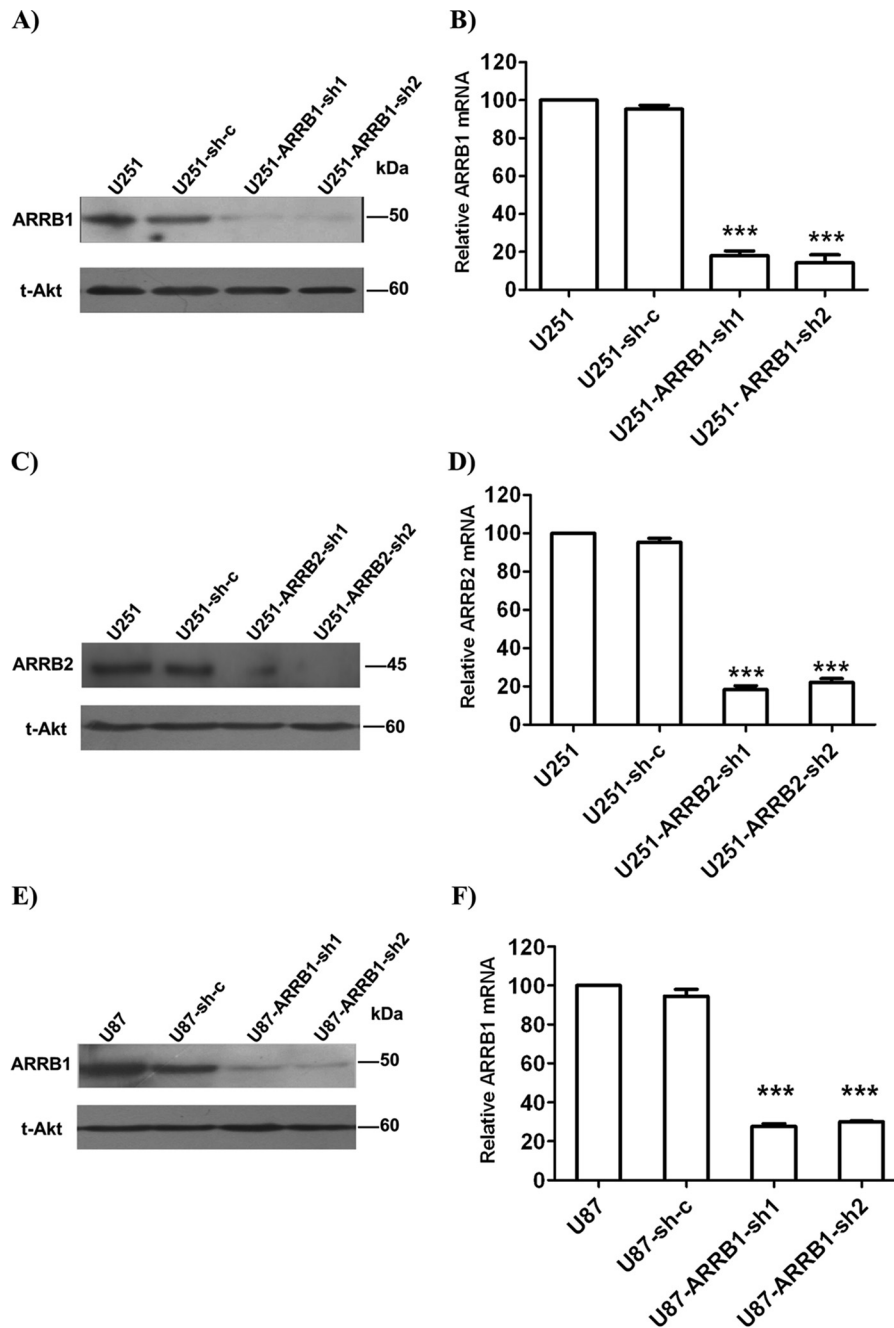 A)
U251
U251-sh-c
U251-ARRB1-sh1
U251-ARRB1-sh2
kDa
ARRB1
50
t-Akt
60
B)
Relative ARRB1 mRNA
120
100
80
60
40
20
0
***
***
U251
U251-sh-c
U251-ARRB1-sh1
U251- ARRB1-sh2
C)
U251
U251-sh-c
U251-ARRB2-sh1
U251-ARRB2-sh2
ARRB2
45
t-Akt
60
D)
Relative ARRB2 mRNA
120
100
80
60
40
20
0
***
***
U251
U251-sh-c
U251-ARRB2-sh1
U251-ARRB2-sh2
E)
U87
U87-sh-c
U87-ARRB1-sh1
U87-ARRB1-sh2
kDa
ARRB1
50
t-Akt
60
F)
Relative ARRB1 mRNA
120
100
80
60
40
20
0
***
***
U87
U87-sh-c
U87-ARRB1-sh1
U87-ARRB1-sh2